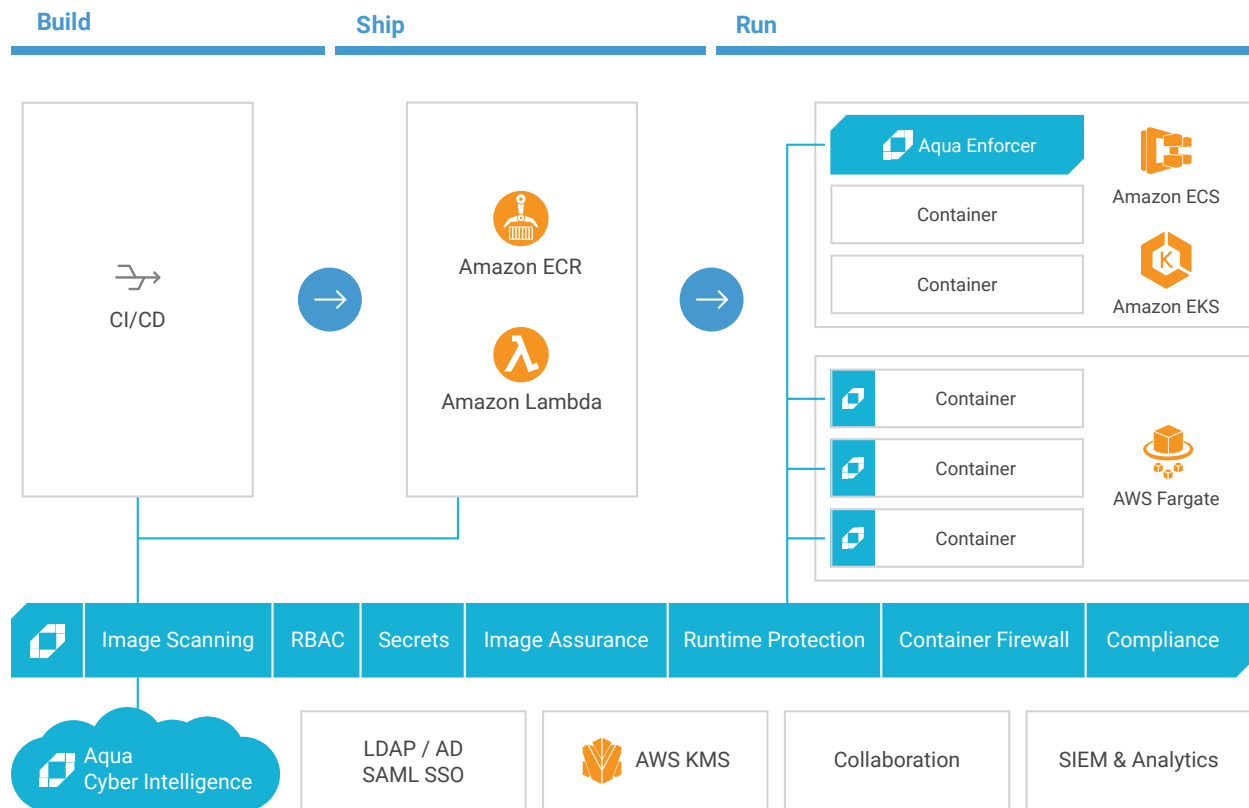 Build
Ship
Run
CI/CD
Amazon ECR
Amazon Lambda
Aqua Enforcer
Container
Container
Amazon ECS
K
Amazon EKS
Container
Container
Container
AWS Fargate
Image Scanning
RBAC
Secrets
Image Assurance
Runtime Protection
Container Firewall
Compliance
Aqua
Cyber Intelligence
LDAP / AD
SAML SSO
AWS KMS
Collaboration
SIEM & Analytics